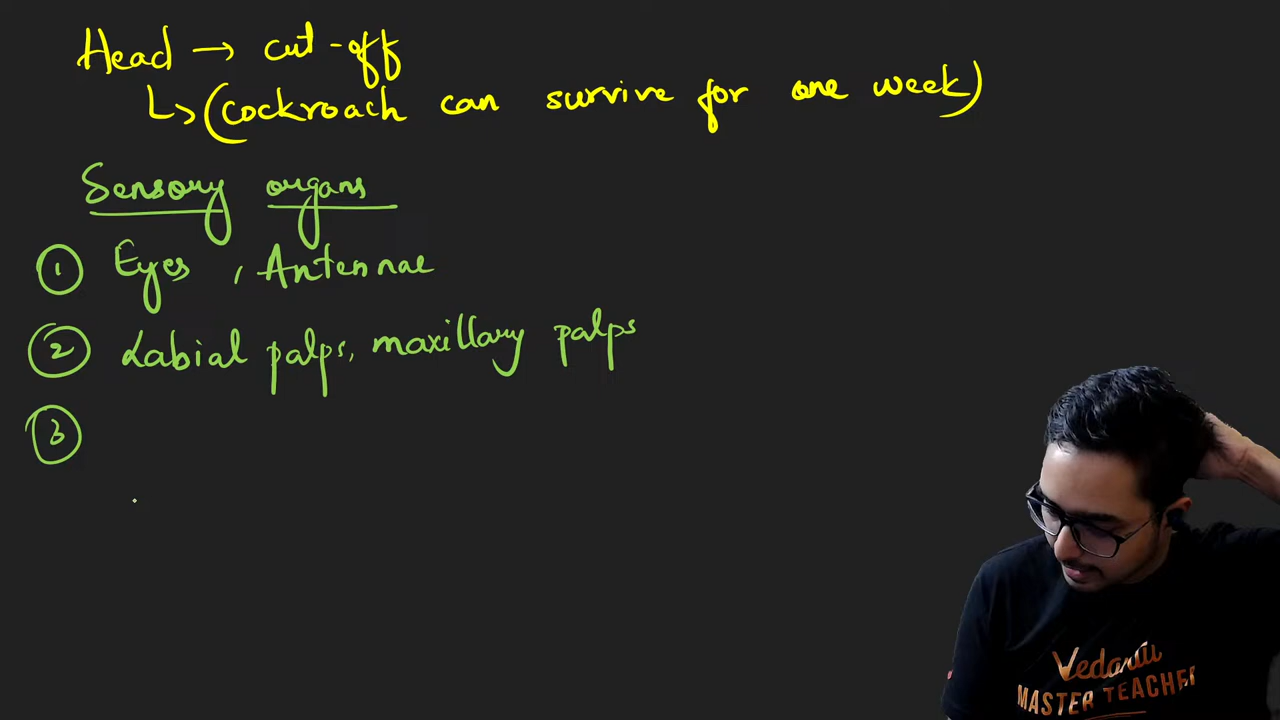 Head → cut-off
↳ (cockroach can survive for one week)
Sensory organs
① Eyes, Antennae
② Labial palps, maxillary palps
③
Vedantu
MASTER TEACHER